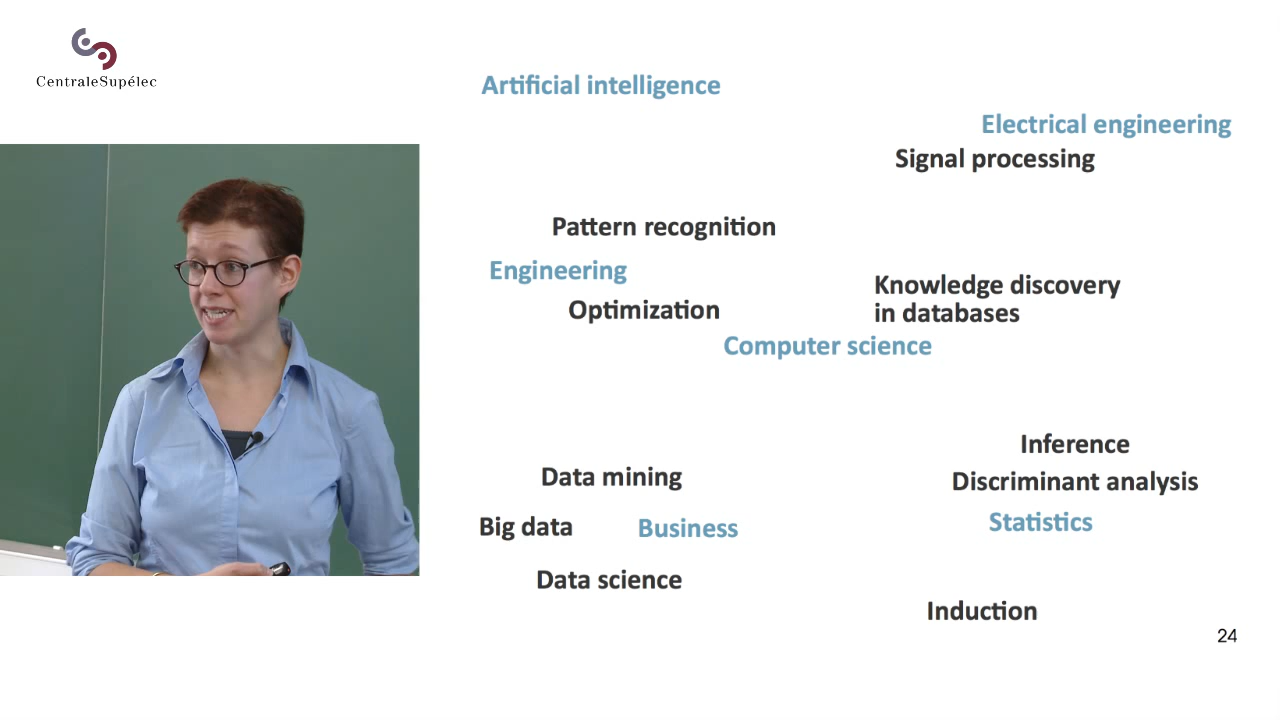 CentraleSupélec
Artificial intelligence
Electrical engineering
Signal processing
Pattern recognition
Engineering
Knowledge discovery
in databases
Optimization
Computer science
Inference
Data mining
Discriminant analysis
Big data
Business
Statistics
Data science
Induction
24